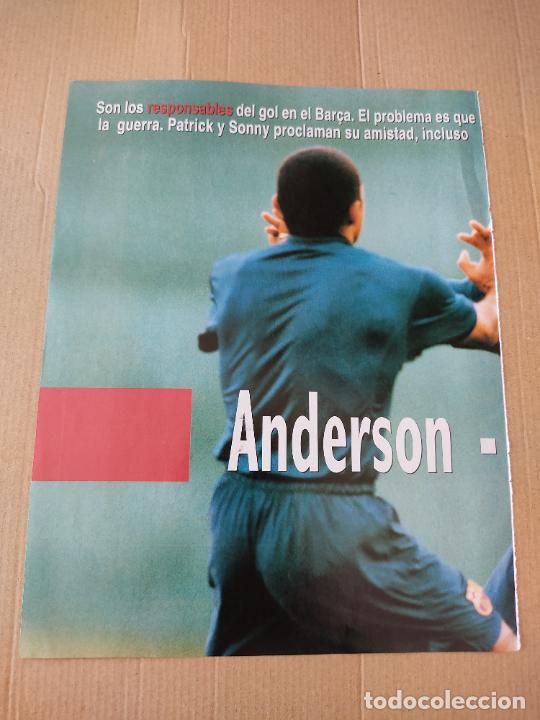 Son los responsables del gol en el Barça. El problema es que
la guerra. Patrick y Sonny proclaman su amistad, incluso
Anderson -
todocoleccion.net